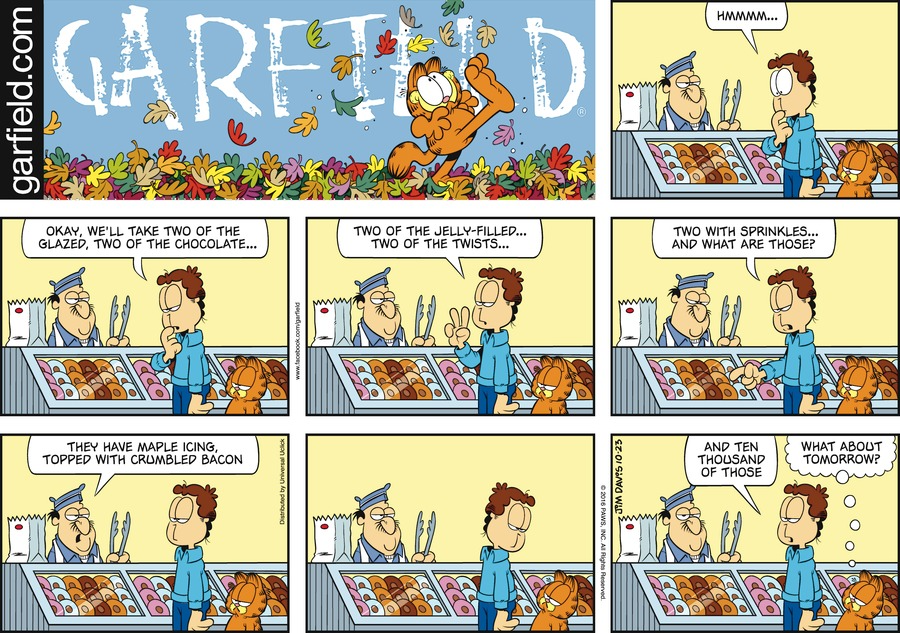 garfield.com
GARFIELD
®
HMMMM...
OKAY, WE'LL TAKE TWO OF THE
GLAZED, TWO OF THE CHOCOLATE...
www.facebook.com/garfield
TWO OF THE JELLY-FILLED...
TWO OF THE TWISTS...
TWO WITH SPRINKLES...
AND WHAT ARE THOSE?
THEY HAVE MAPLE ICING,
TOPPED WITH CRUMBLED BACON
Distributed by Universal Uclick
© 2016 PAWS, INC. All Rights Reserved.
JIM DAVIS 10-23
AND TEN
THOUSAND
OF THOSE
WHAT ABOUT
TOMORROW?